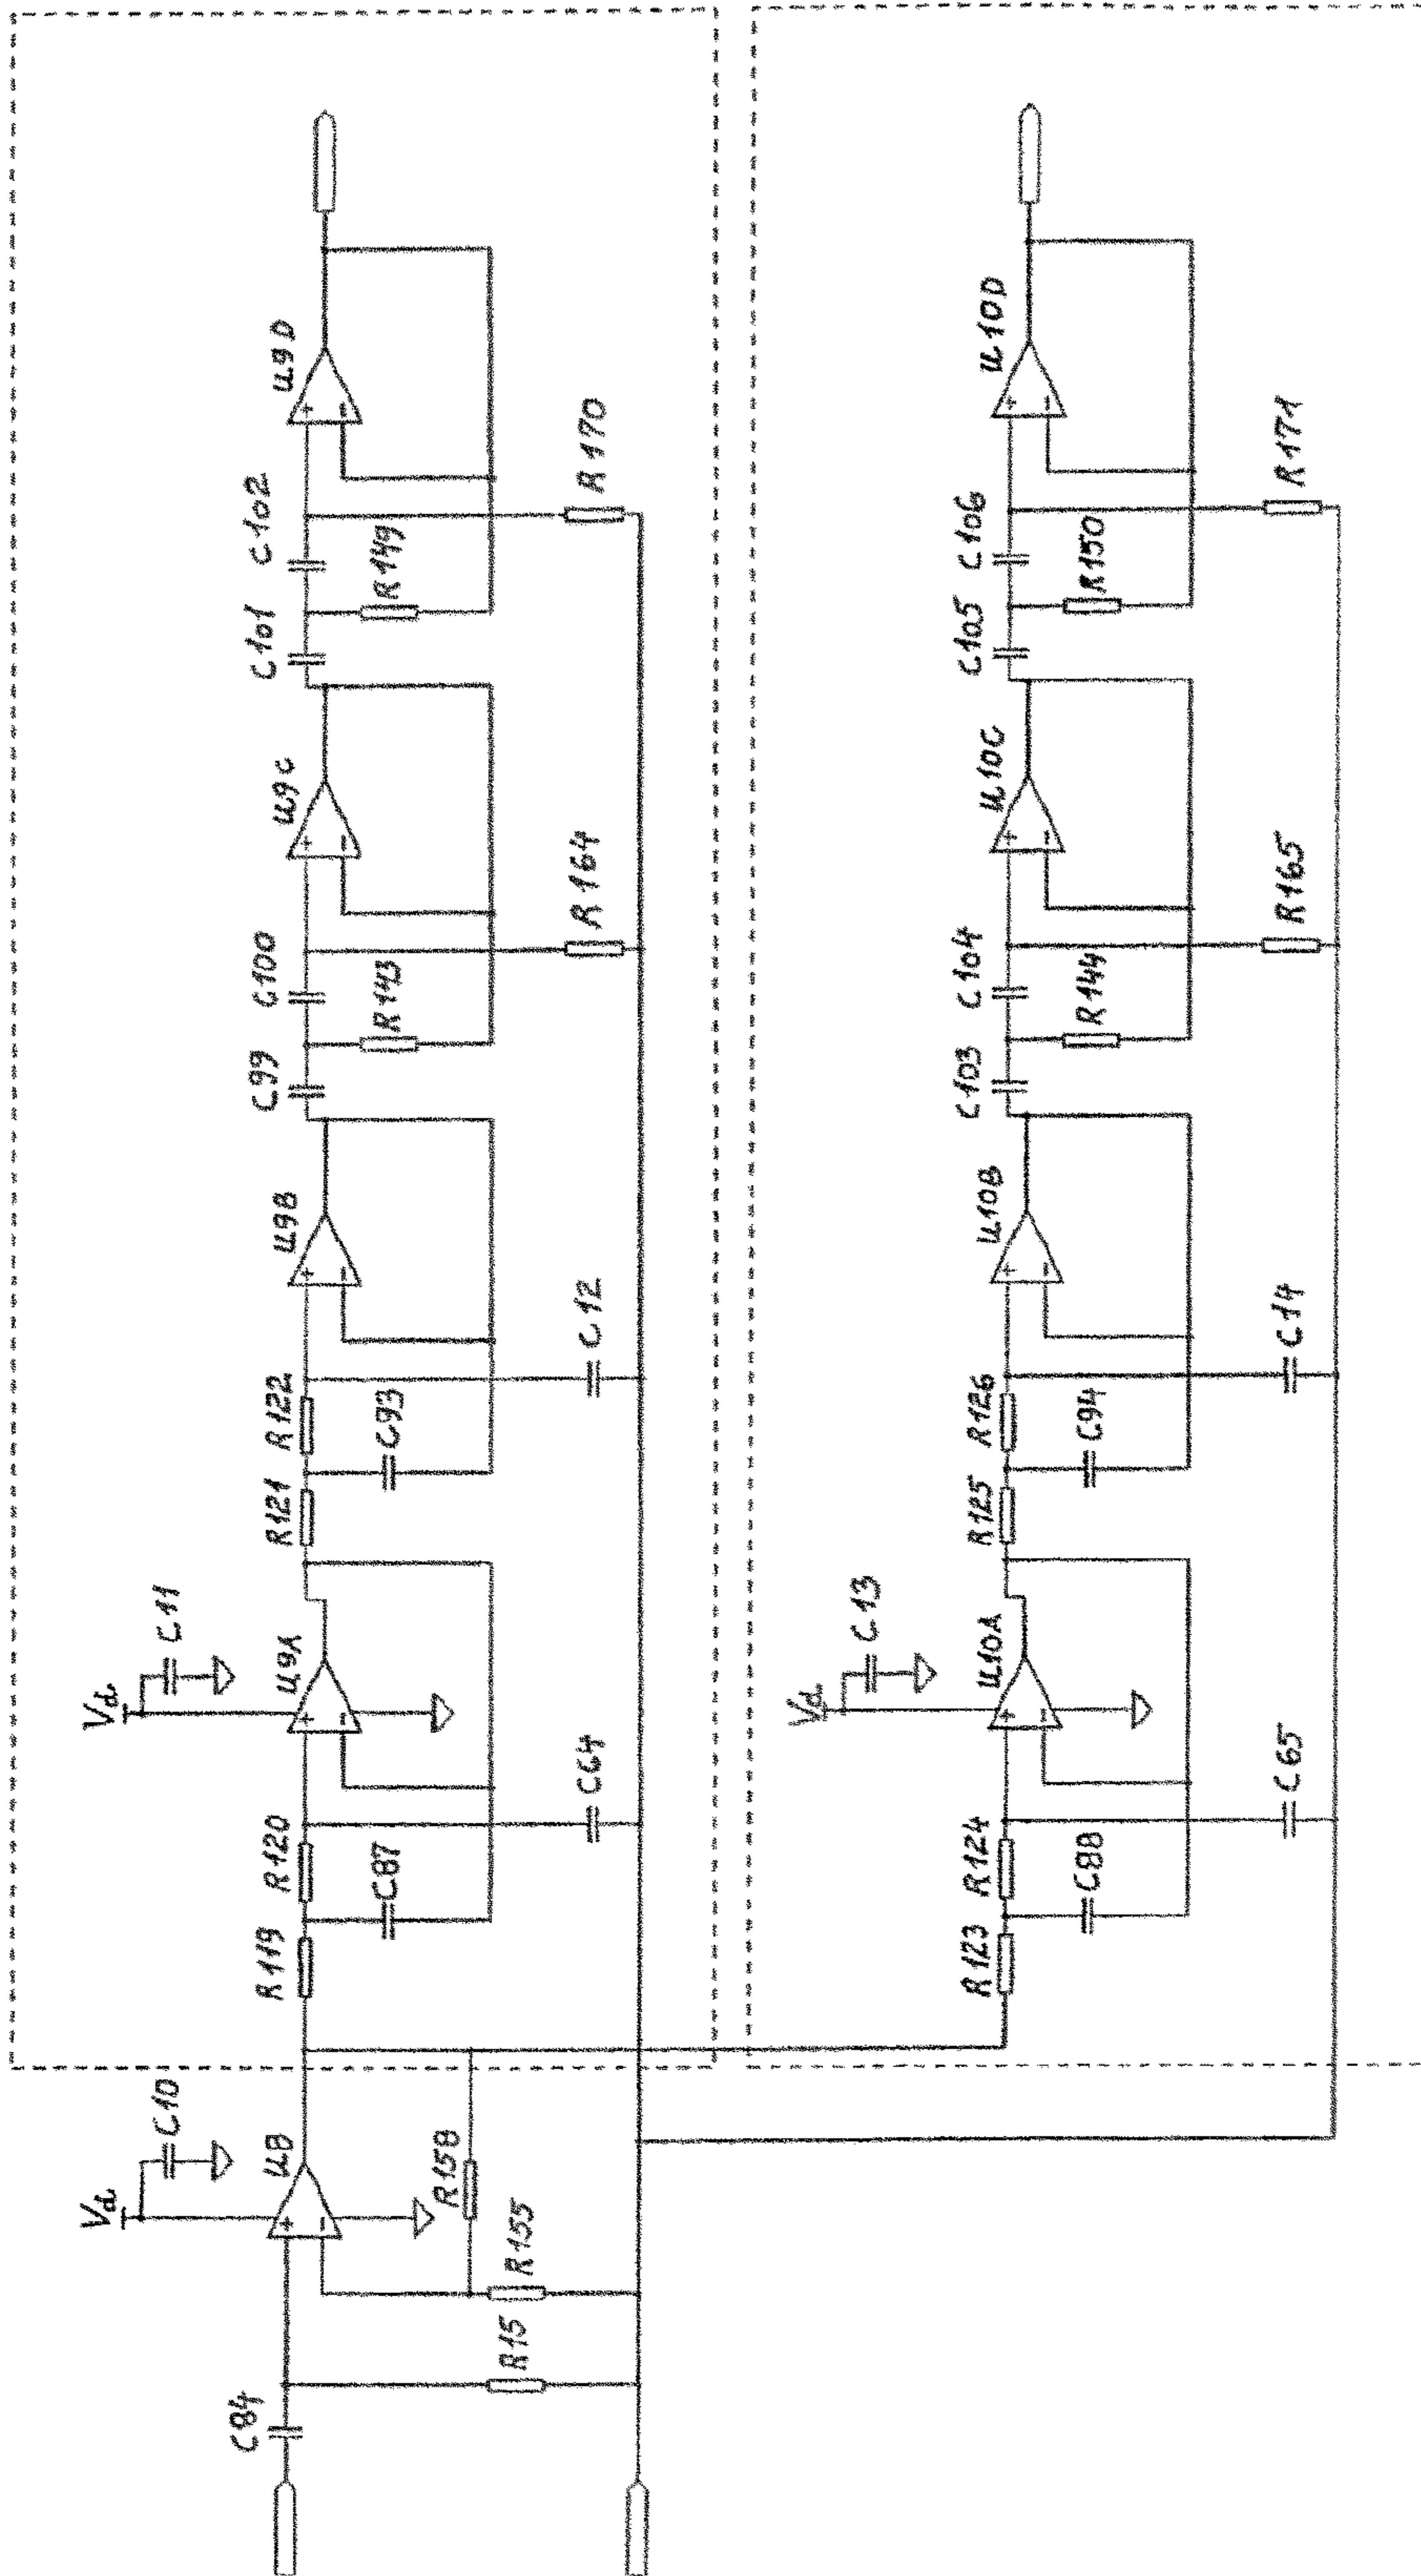 Vd
C10
U8
C84
R15
R155
R158
Vd
C11
U9A
R119
R120
C87
C64
R121
R122
C93
U9B
C12
C99
C100
R143
U9C
R164
C101
C102
R149
U9D
R170
Vd
C13
U10A
R123
R124
C88
C65
R125
R126
C94
U10B
C14
C103
C104
R144
U10C
R165
C105
C106
R150
U10D
R171